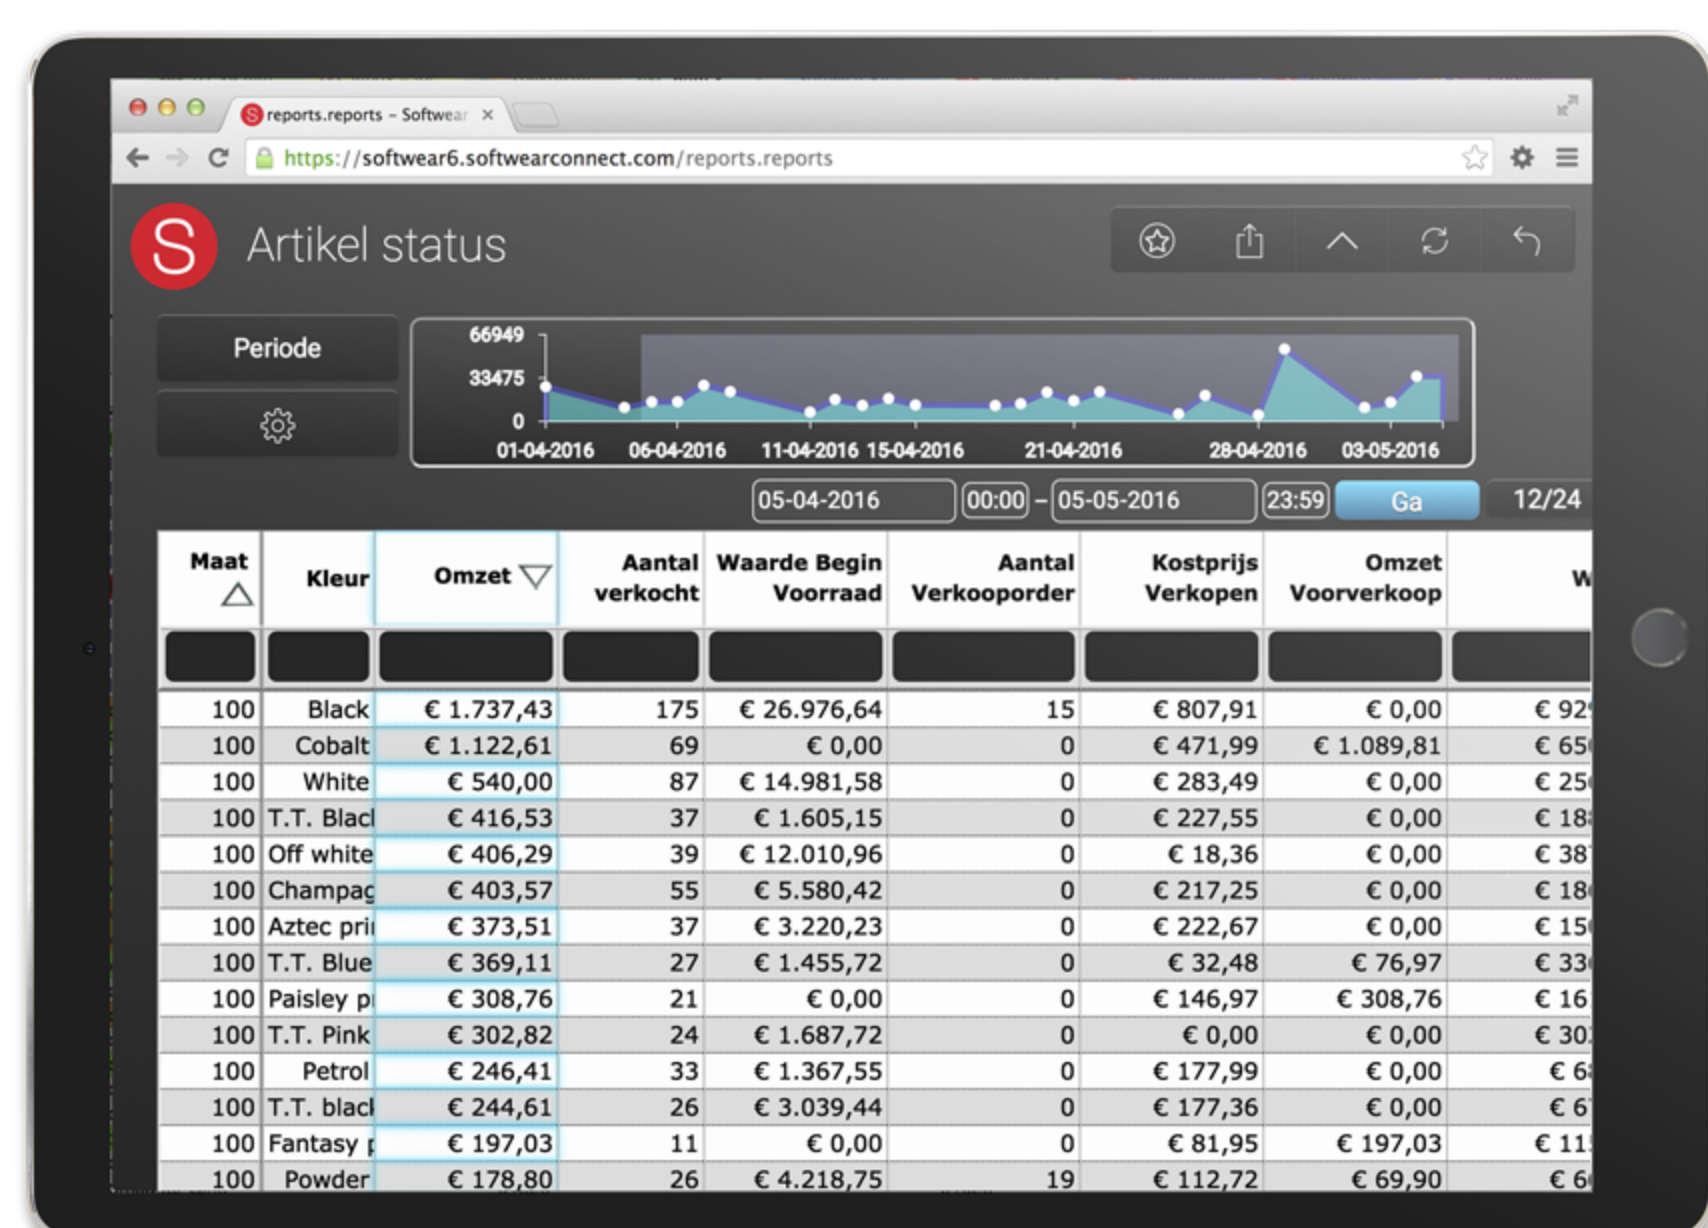 S reports.reports – Softwear ×
https://softwear6.softwearconnect.com/reports.reports
S Artikel status
Periode
66949
33475
0
01-04-2016 06-04-2016 11-04-2016 15-04-2016 21-04-2016 28-04-2016 03-05-2016
05-04-2016 00:00 – 05-05-2016 23:59 Ga 12/24
Maat Kleur Omzet Aantal verkocht Waarde Begin Voorraad Aantal Verkooporder Kostprijs Verkopen Omzet Voorverkoop
100 Black € 1.737,43 175 € 26.976,64 15 € 807,91 € 0,00 €
100 Cobalt € 1.122,61 69 € 0,00 0 € 471,99 € 1.089,81 €
100 White € 540,00 87 € 14.981,58 0 € 283,49 € 0,00 €
100 T.T. € 416,53 37 € 1.605,15 0 € 227,55 € 0,00 €
100 Off white € 406,29 39 € 12.010,96 0 € 18,36 € 0,00 €
100 Champag € 403,57 55 € 5.580,42 0 € 217,25 € 0,00 €
100 Aztec € 373,51 37 € 3.220,23 0 € 222,67 € 0,00 €
100 T.T. Blue € 369,11 27 € 1.455,72 0 € 32,48 € 76,97 €
100 Paisley € 308,76 21 € 0,00 0 € 146,97 € 308,76 €
100 T.T. Pink € 302,82 24 € 1.687,72 0 € 0,00 € 0,00 €
100 Petrol € 246,41 33 € 1.367,55 0 € 177,99 € 0,00 €
100 T.T. € 244,61 26 € 3.039,44 0 € 177,36 € 0,00 €
100 Fantasy € 197,03 11 € 0,00 0 € 81,95 € 197,03 €
100 Powder € 178,80 26 € 4.218,75 19 € 112,72 € 69,90 €